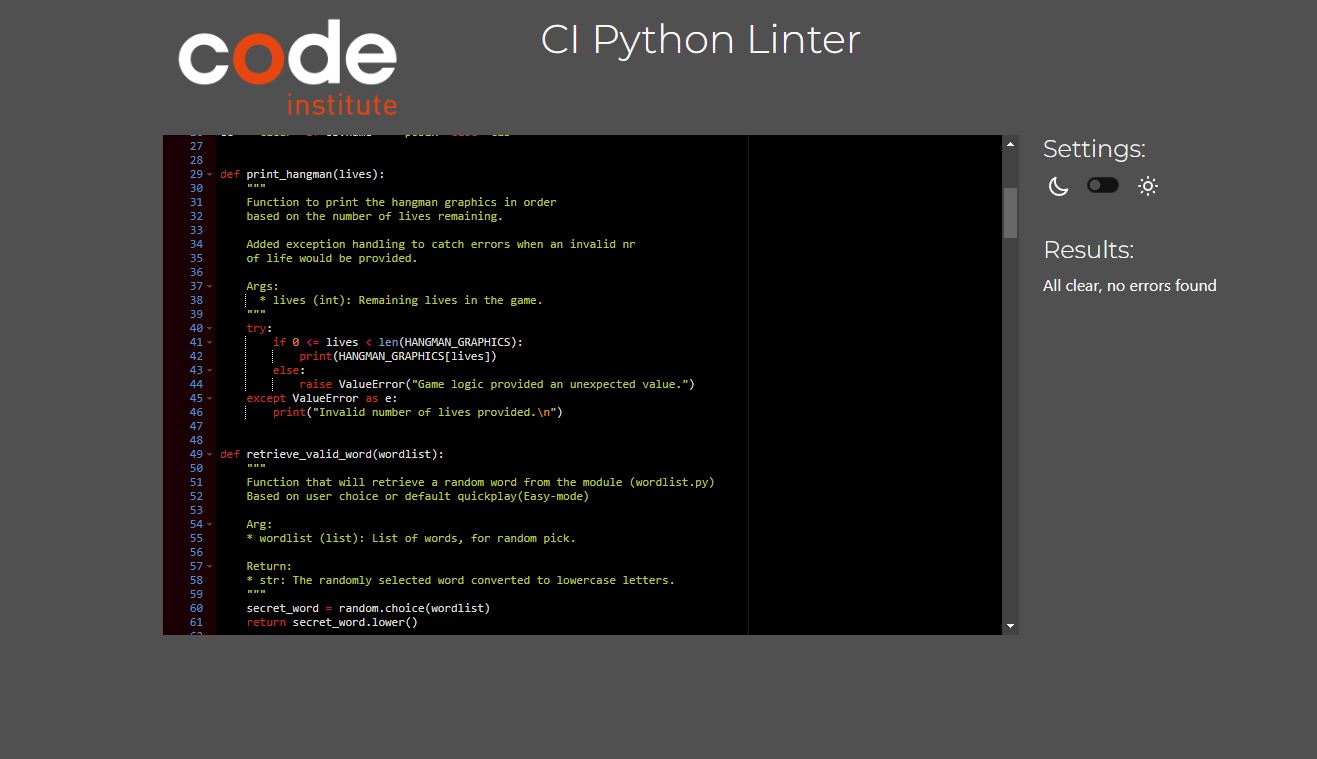 code
institute
CI Python Linter
27
28
29 def print_hangman(lives):
30 """
31 Function to print the hangman graphics in order
32 based on the number of lives remaining.
33
34 Added exception handling to catch errors when an invalid nr
35 of life would be provided.
36
37 Args:
38 * lives (int): Remaining lives in the game.
39 """
40 try:
41 if 0 <= lives < len(HANGMAN_GRAPHICS):
42 print(HANGMAN_GRAPHICS[lives])
43 else:
44 raise ValueError("Game logic provided an unexpected value.")
45 except ValueError as e:
46 print("Invalid number of lives provided.\n")
47
48
49 def retrieve_valid_word(wordlist):
50 """
51 Function that will retrieve a random word from the module (wordlist.py)
52 Based on user choice or default quickplay(Easy-mode)
53
54 Arg:
55 * wordlist (list): List of words, for random pick.
56
57 Return:
58 * str: The randomly selected word converted to lowercase letters.
59 """
60 secret_word = random.choice(wordlist)
61 return secret_word.lower()
Settings:
Results:
All clear, no errors found